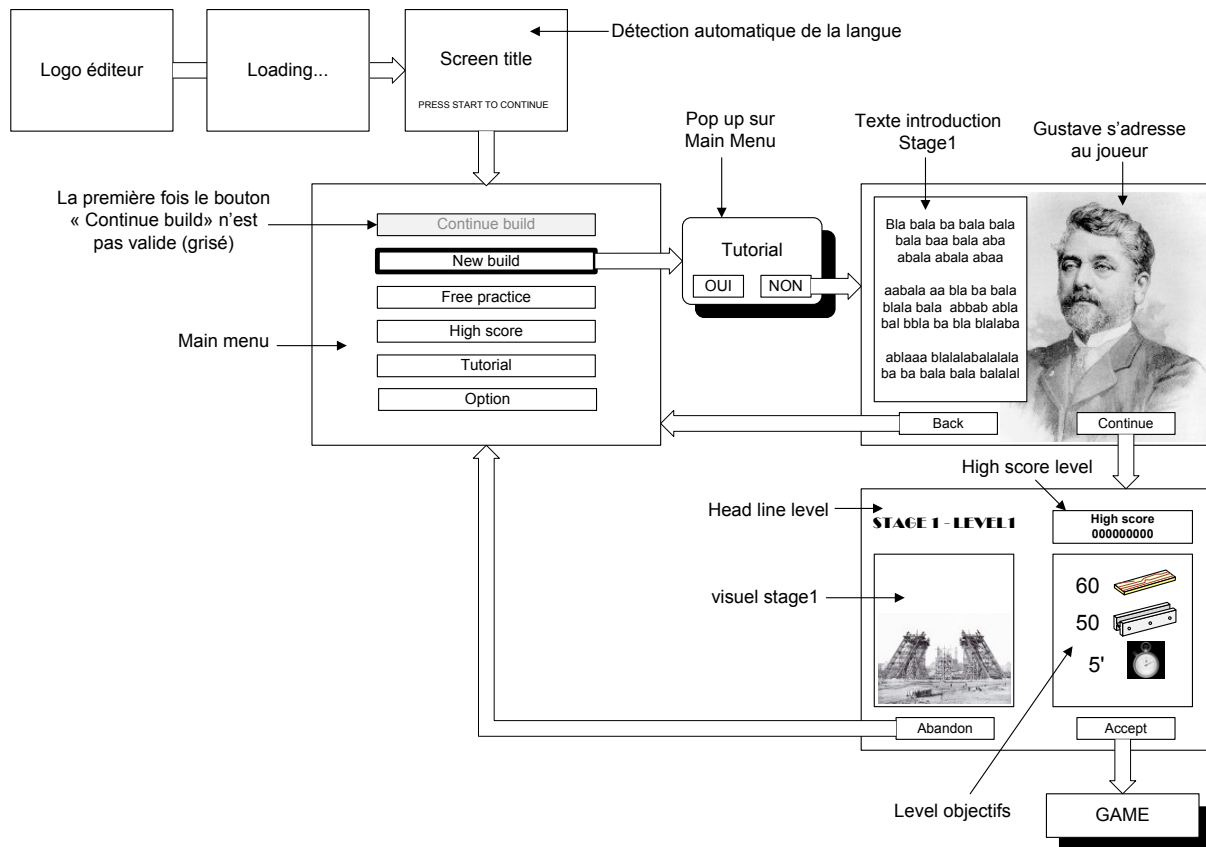 Logo éditeur
Loading...
Screen title
PRESS START TO CONTINUE
Détection automatique de la langue
La première fois le bouton
« Continue build» n'est
pas valide (grisé)
Main menu
Continue build
New build
Free practice
High score
Tutorial
Option
Pop up sur
Main Menu
Tutorial
OUI
NON
Texte introduction
Stage1
Gustave s'adresse
au joueur
Bla bala ba bala bala
bala baa bala aba
abala abala abaa
aabala aa bla ba bala
blala bala abbab abla
bal bbla ba bla blalaba
ablaaa blalalabalalala
ba ba bala bala balalal
Back
Continue
High score level
Head line level
STAGE 1 - LEVEL1
High score
000000000
visuel stage1
60
50
5'
Abandon
Accept
Level objectifs
GAME